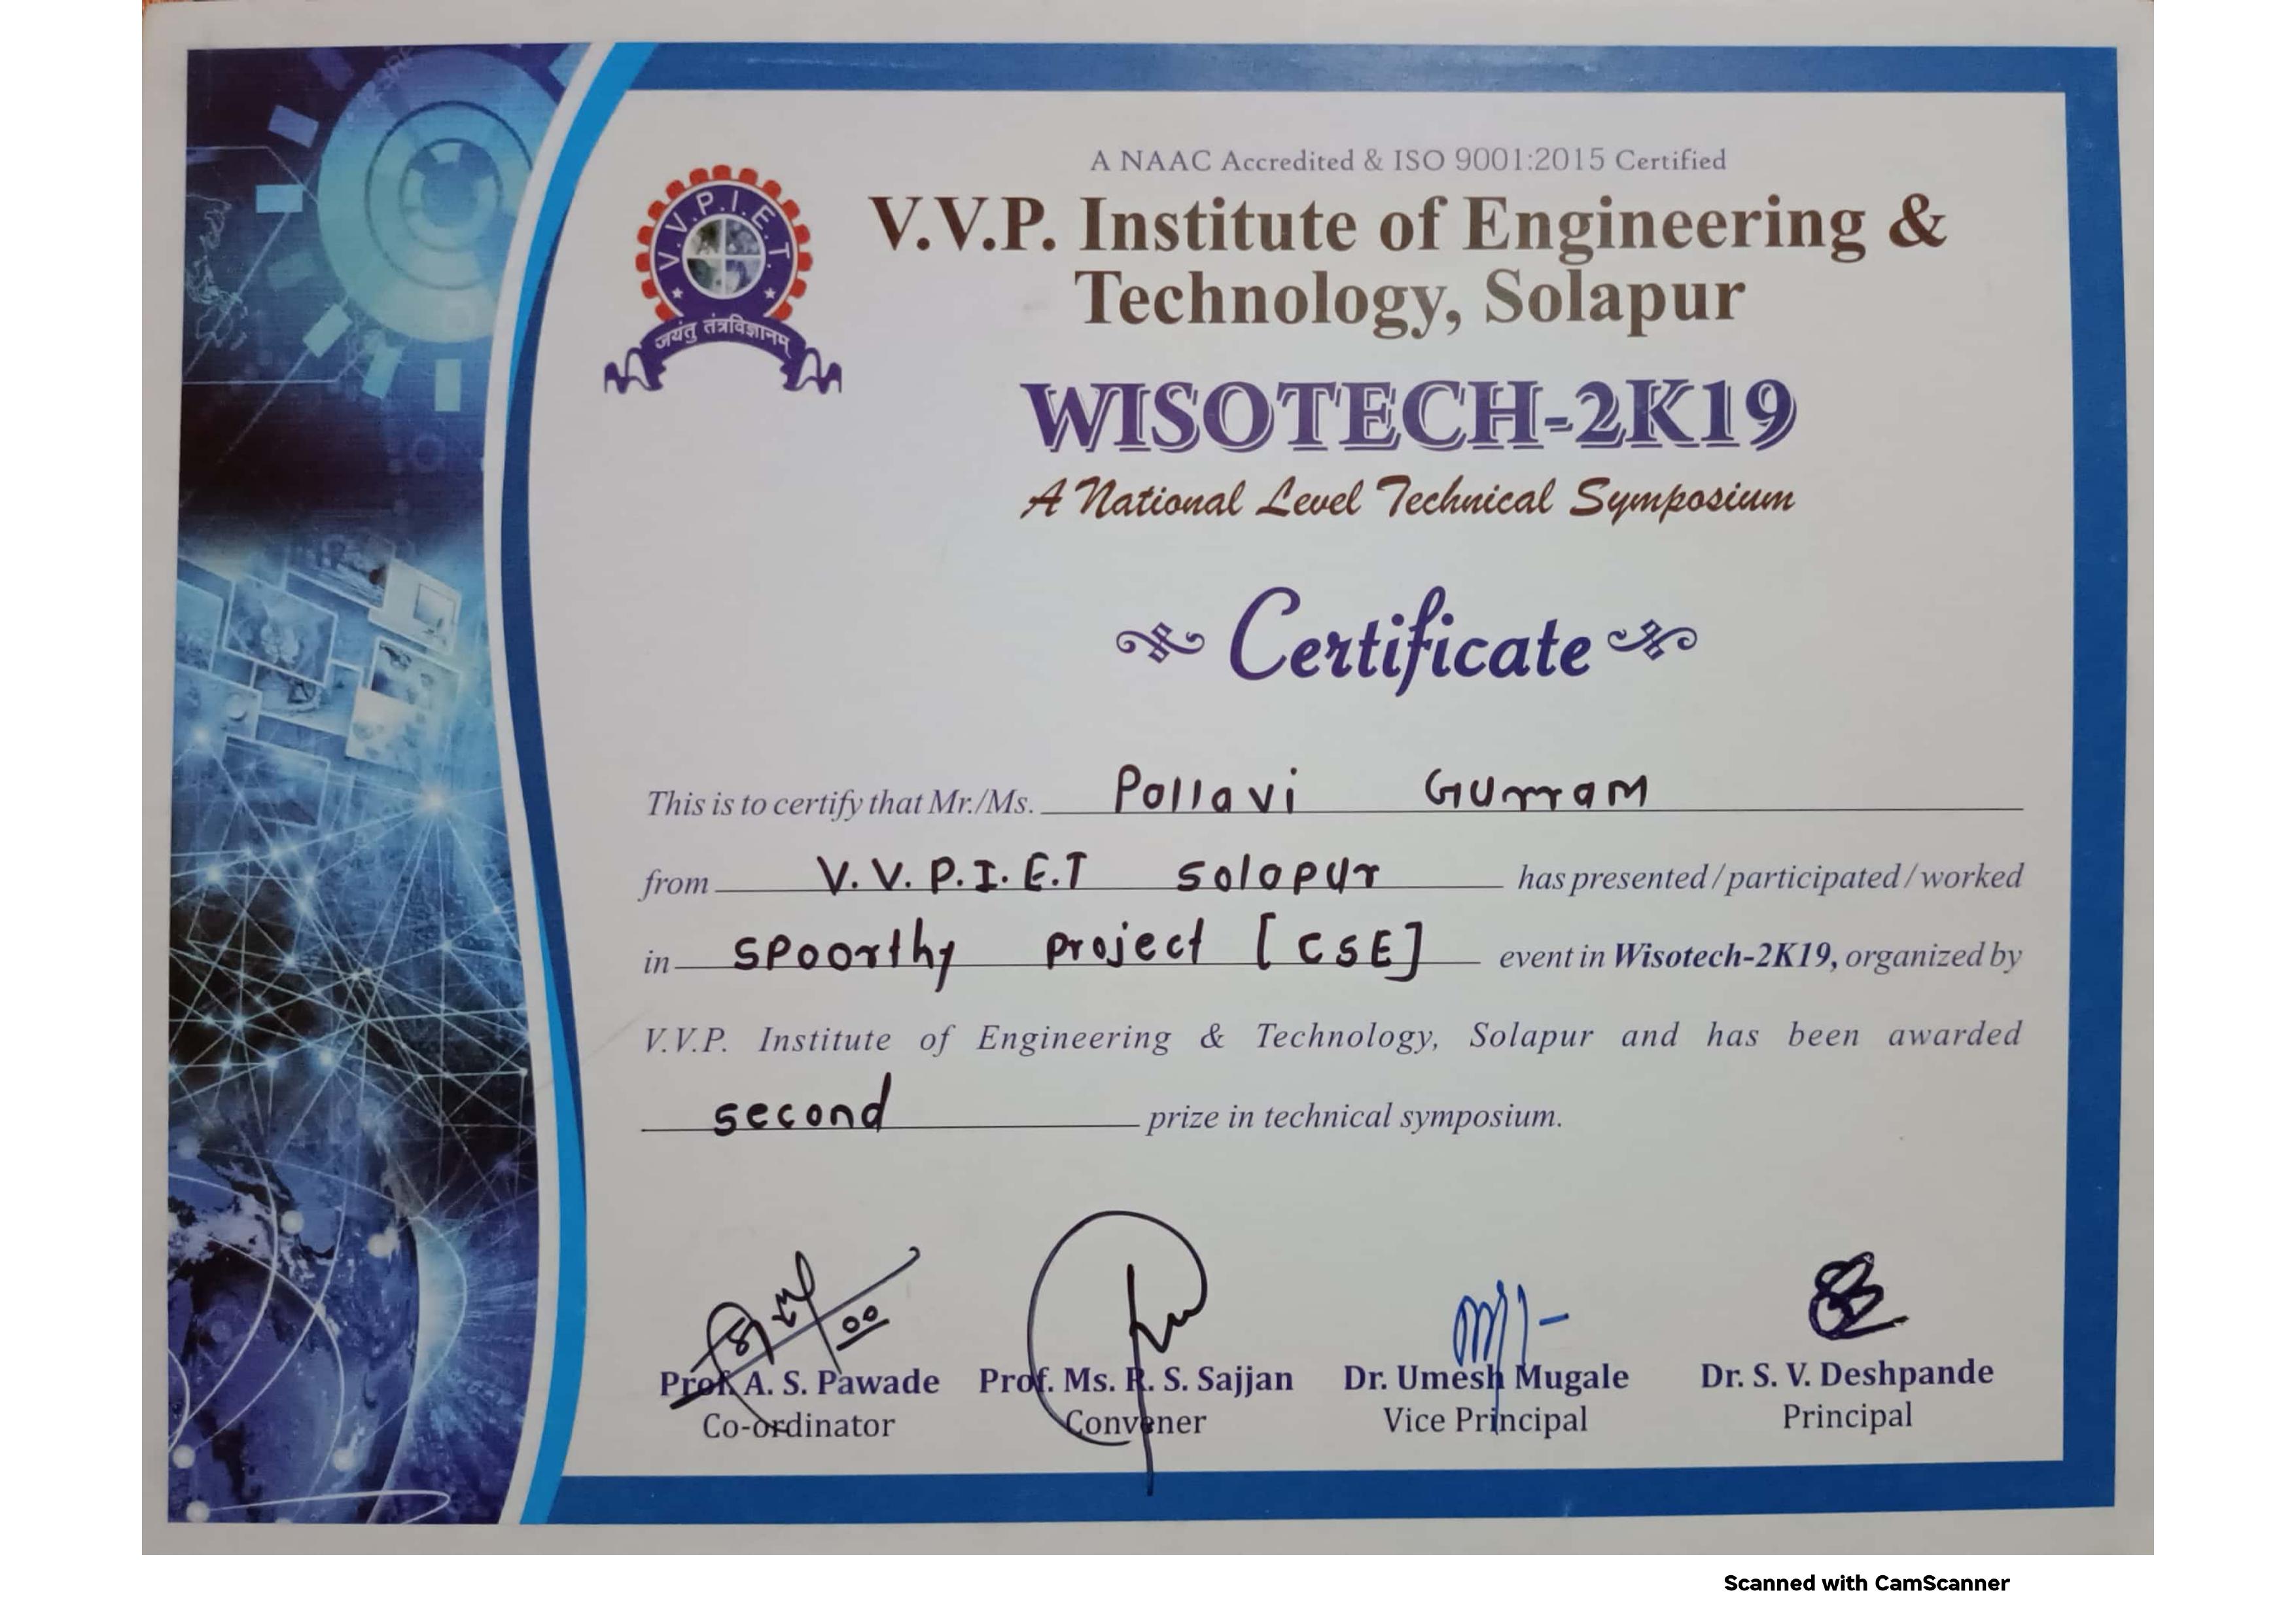 A NAAC Accredited & ISO 9001:2015 Certified
V.V.P.I.E.T.
जयंतु तंत्रविज्ञानम्
V.V.P. Institute of Engineering &
Technology, Solapur
WISOTECH-2K19
A National Level Technical Symposium
Certificate
This is to certify that Mr./Ms. Pollavi Gurram
from V.V.P.I.E.T solopur has presented/participated/worked
in spoorthy project [CSE] event in Wisotech-2K19, organized by
V.V.P. Institute of Engineering & Technology, Solapur and has been awarded
second prize in technical symposium.
Prof. A. S. Pawade Prof. Ms. R. S. Sajjan Dr. Umesh Mugale Dr. S. V. Deshpande
Co-ordinator Convener Vice Principal Principal
Scanned with CamScanner